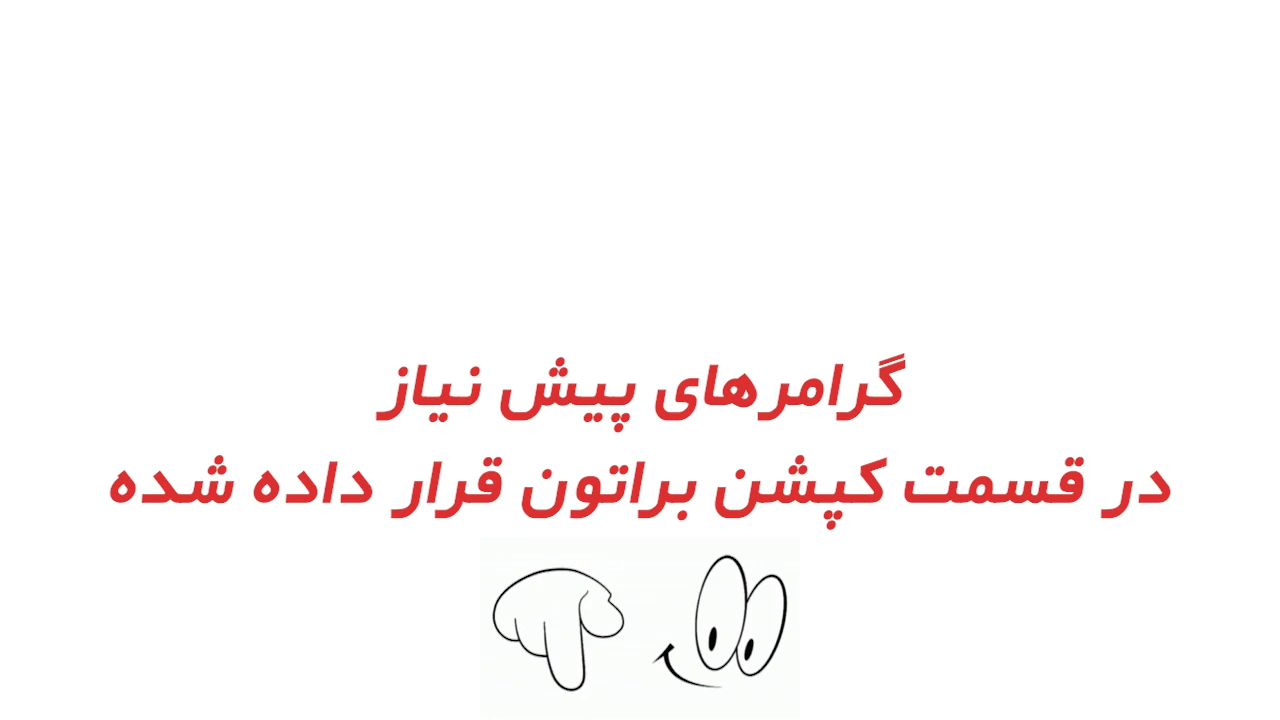 گرامرهای پیش نیاز
در قسمت کپشن براتون قرار داده شده